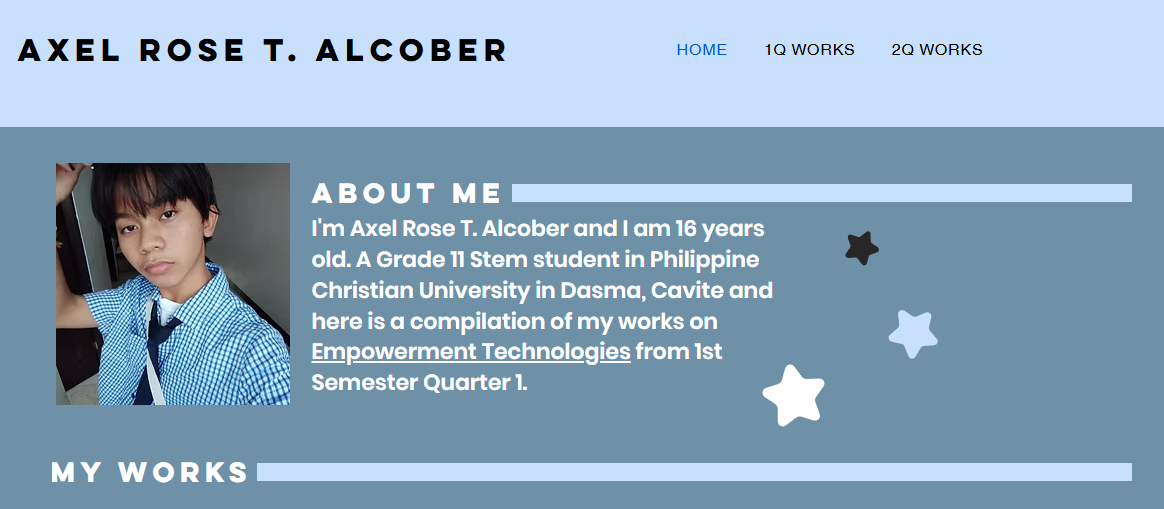 AXEL ROSE T. ALCOBER
HOME 1Q WORKS 2Q WORKS
ABOUT ME
I'm Axel Rose T. Alcober and I am 16 years
old. A Grade 11 Stem student in Philippine
Christian University in Dasma, Cavite and
here is a compilation of my works on
Empowerment Technologies from 1st
Semester Quarter 1.
MY WORKS